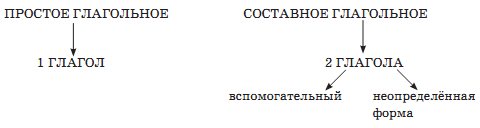 ПРОСТОЕ ГЛАГОЛЬНОЕ
СОСТАВНОЕ ГЛАГОЛЬНОЕ
1 ГЛАГОЛ
2 ГЛАГОЛА
вспомогательный
неопределённая
форма